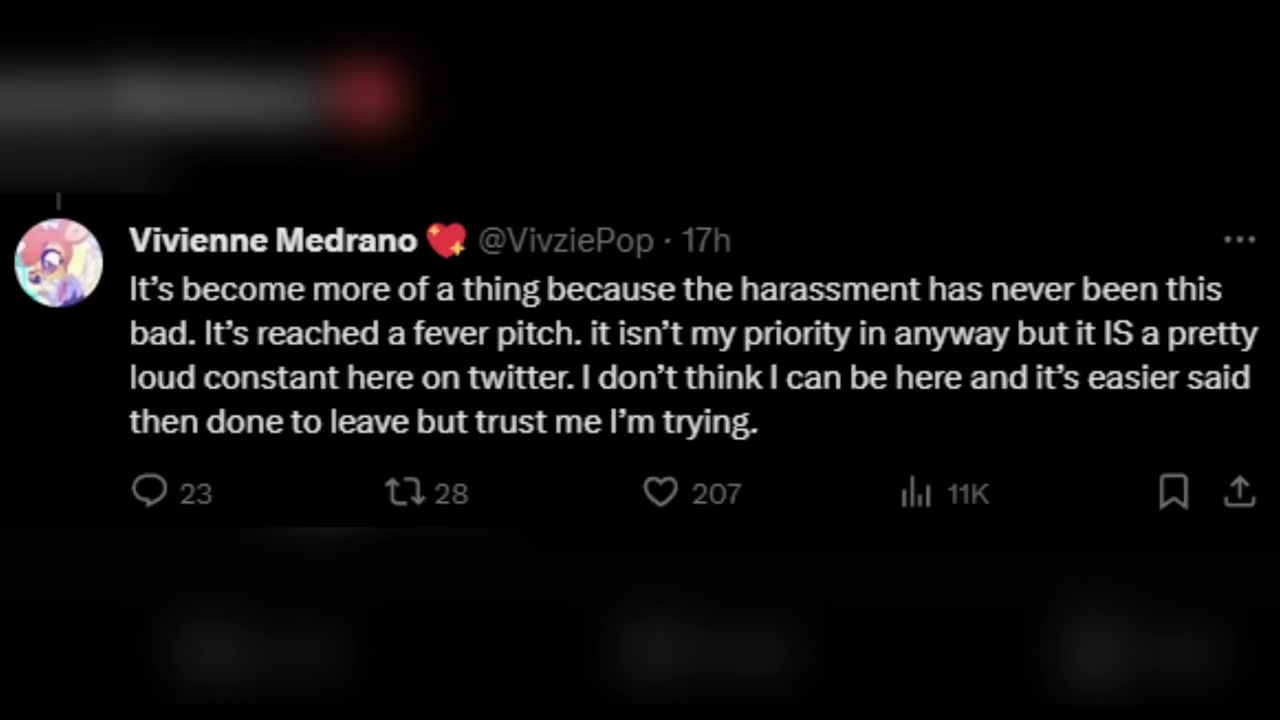 Vivienne Medrano 💖 @VivziePop · 17h
It’s become more of a thing because the harassment has never been this
bad. It’s reached a fever pitch. it isn’t my priority in anyway but it IS a pretty
loud constant here on twitter. I don’t think I can be here and it’s easier said
then done to leave but trust me I’m trying.
23 28 207 11K